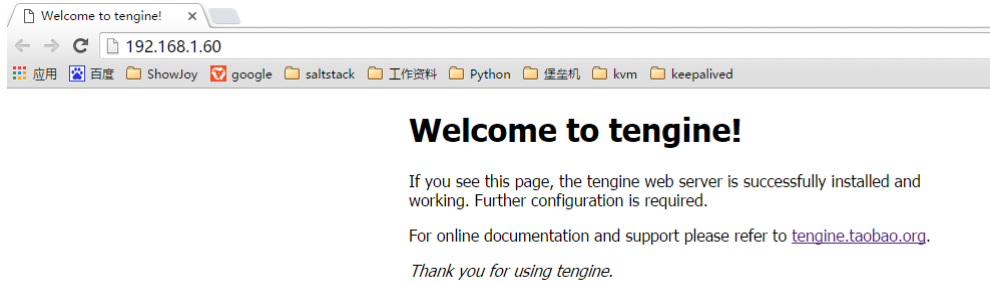 Welcome to tengine!
192.168.1.60
应用 百度 ShowJoy google saltstack 工作资料 Python 堡垒机 kvm keepalived
Welcome to tengine!
If you see this page, the tengine web server is successfully installed and
working. Further configuration is required.
For online documentation and support please refer to tengine.taobao.org.
Thank you for using tengine.